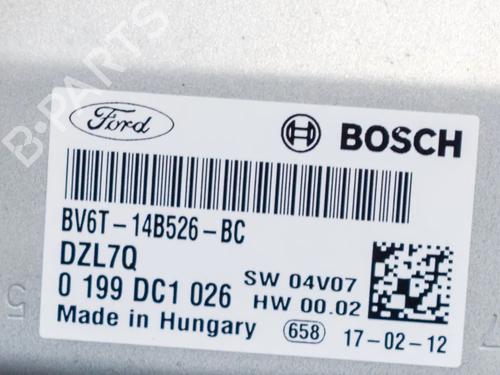 B-PARTS
Ford
BOSCH
BV6T-14B526-BC
DZL7Q
0 199 DC1 026
SW 04V07
HW 00.02
Made in Hungary
658
17-02-12
5